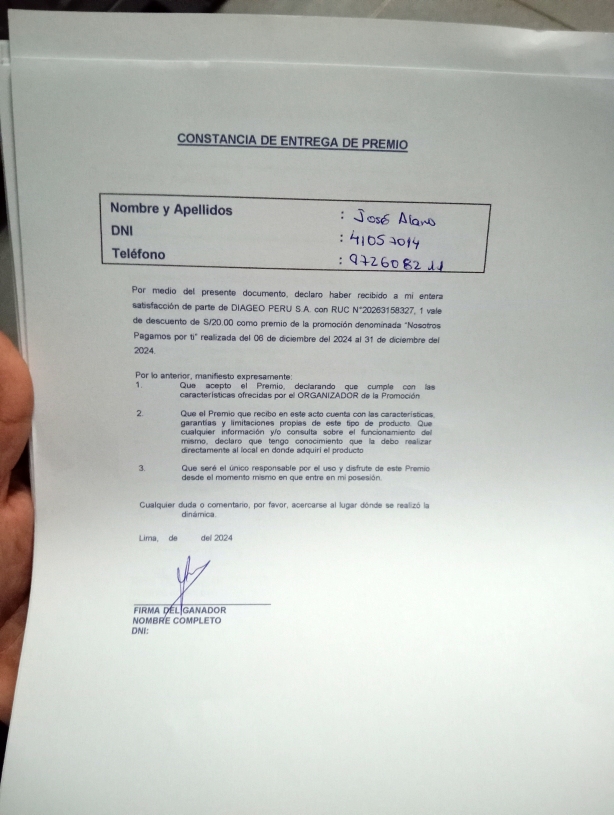 CONSTANCIA DE ENTREGA DE PREMIO
Nombre y Apellidos : José Alano
DNI : 41057014
Teléfono : 972608211
Por medio del presente documento, declaro haber recibido a mi entera
satisfacción de parte de DIAGEO PERU S.A. con RUC N°20263158327, 1 vale
de descuento de S/20.00 como premio de la promoción denominada "Nosotros
Pagamos por ti" realizada del 06 de diciembre del 2024 al 31 de diciembre del
2024.
Por lo anterior, manifiesto expresamente:
1. Que acepto el Premio, declarando que cumple con las
características ofrecidas por el ORGANIZADOR de la Promoción
2. Que el Premio que recibo en este acto cuenta con las características,
garantías y limitaciones propias de este tipo de producto. Que
cualquier información y/o consulta sobre el funcionamiento del
mismo, declaro que tengo conocimiento que la debo realizar
directamente al local en donde adquirí el producto
3. Que seré el único responsable por el uso y disfrute de este Premio
desde el momento mismo en que entre en mi posesión.
Cualquier duda o comentario, por favor, acercarse al lugar dónde se realizó la
dinámica.
Lima, de del 2024
FIRMA DEL GANADOR
NOMBRE COMPLETO
DNI: